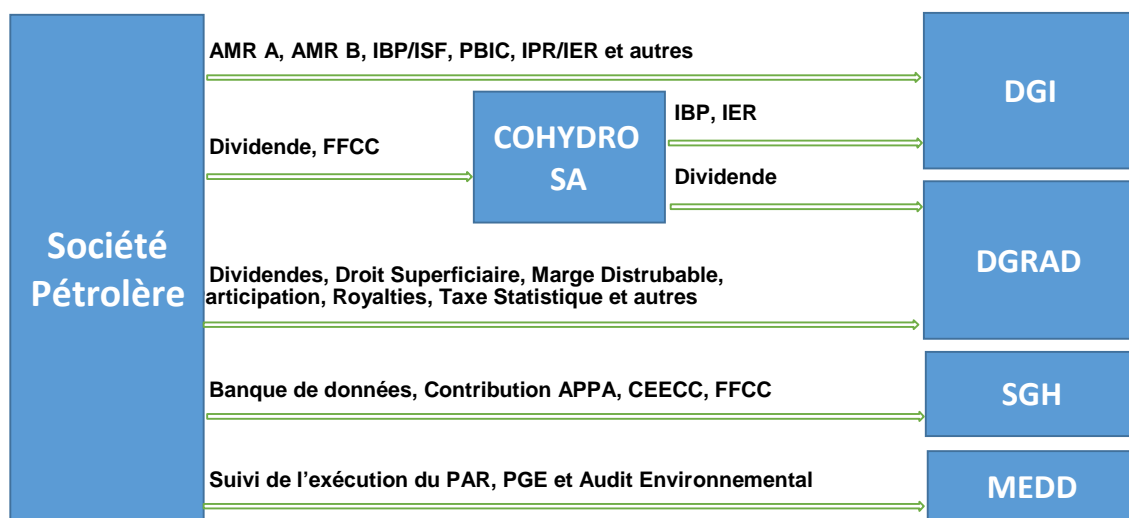 AMR A, AMR B, IBP/ISF, PBIC, IPR/IER et autres
DGI
IBP, IER
COHYDRO
SA
Dividende, FFCC
Dividende
Société
Pétrolère
DGRAD
Dividendes, Droit Superficiaire, Marge Distrubable,
articipation, Royalties, Taxe Statistique et autres
Banque de données, Contribution APPA, CEECC, FFCC
SGH
Suivi de l'exécution du PAR, PGE et Audit Environnemental
MEDD